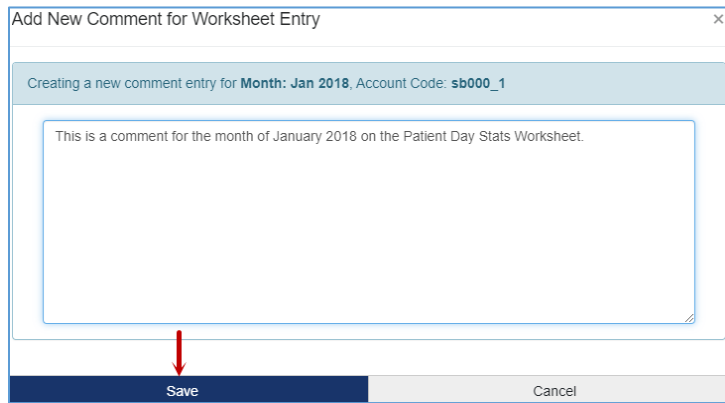 Add New Comment for Worksheet Entry ×
Creating a new comment entry for Month: Jan 2018, Account Code: sb000_1
This is a comment for the month of January 2018 on the Patient Day Stats Worksheet.
Save Cancel